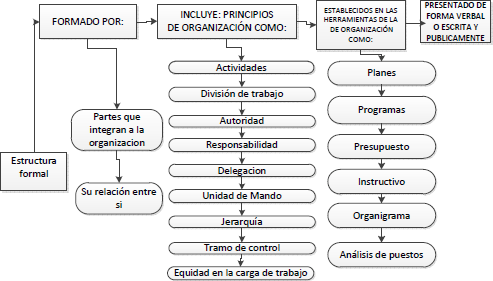 FORMADO POR:
INCLUYE: PRINCIPIOS
DE ORGANIZACIÓN COMO:
ESTABLECIDOS EN LAS
HERRAMIENTAS DE LA
DE ORGANIZACIÓN
COMO:
PRESENTADO DE
FORMA VERBAL
O ESCRITA Y
PUBLICAMENTE
Estructura
formal
Partes que
integran a la
organizacion
Su relación entre
si
Actividades
División de trabajo
Autoridad
Responsabilidad
Delegacion
Unidad de Mando
Jerarquía
Tramo de control
Equidad en la carga de trabajo
Planes
Programas
Presupuesto
Instructivo
Organigrama
Análisis de puestos